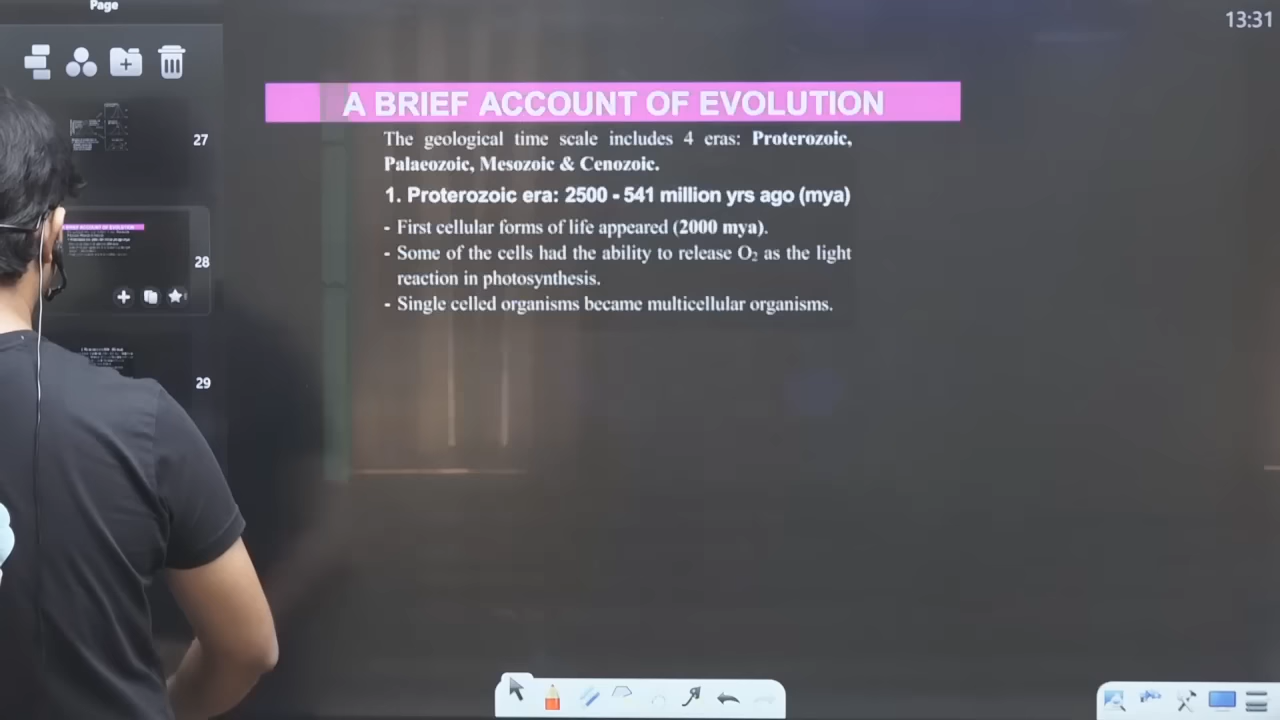 Page
13:31
27
28
29
A BRIEF ACCOUNT OF EVOLUTION
The geological time scale includes 4 eras: Proterozoic,
Palaeozoic, Mesozoic & Cenozoic.
1. Proterozoic era: 2500 - 541 million yrs ago (mya)
- First cellular forms of life appeared (2000 mya).
- Some of the cells had the ability to release O₂ as the light
reaction in photosynthesis.
- Single celled organisms became multicellular organisms.